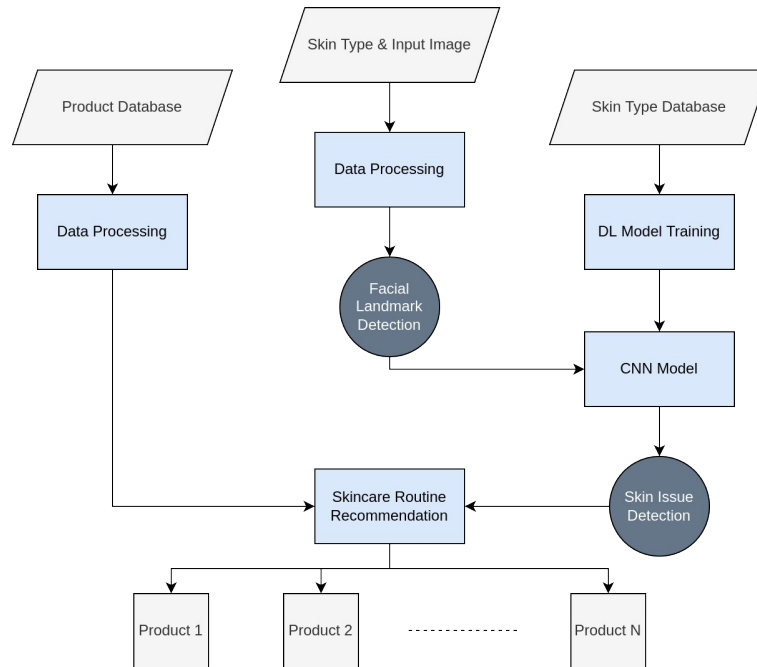 Skin Type & Input Image
Product Database
Skin Type Database
Data Processing
Data Processing
DL Model Training
Facial
Landmark
Detection
CNN Model
Skincare Routine
Recommendation
Skin Issue
Detection
Product 1
Product 2
Product N